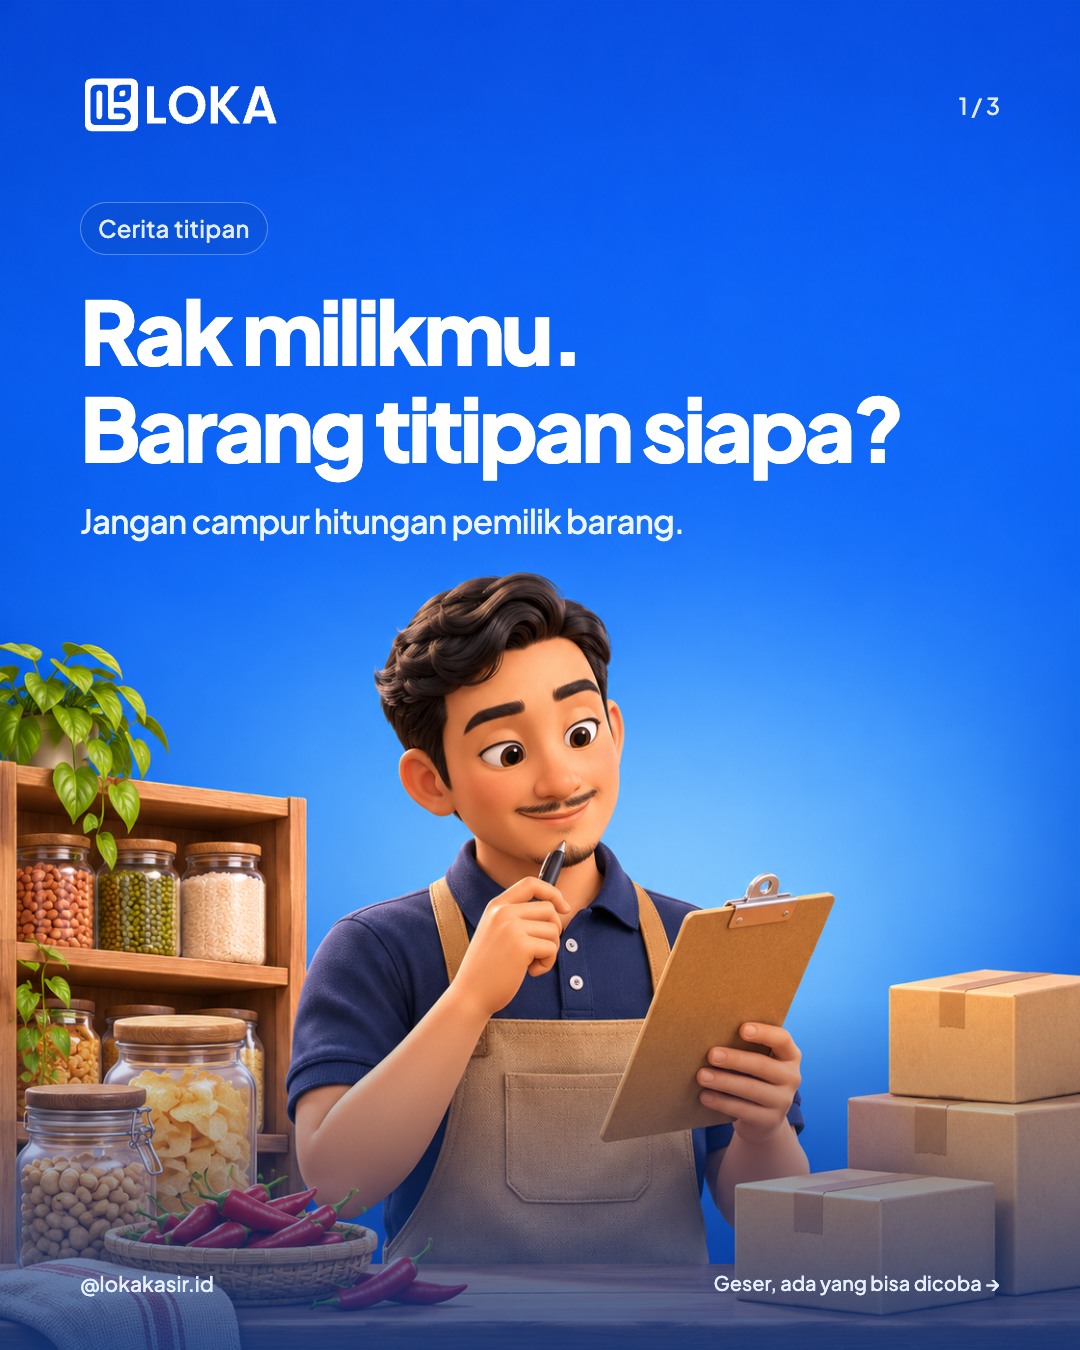 LOKA
1 / 3
Cerita titipan
Rak milikmu.
Barang titipan siapa?
Jangan campur hitungan pemilik barang.
@lokakasir.id
Geser, ada yang bisa dicoba →